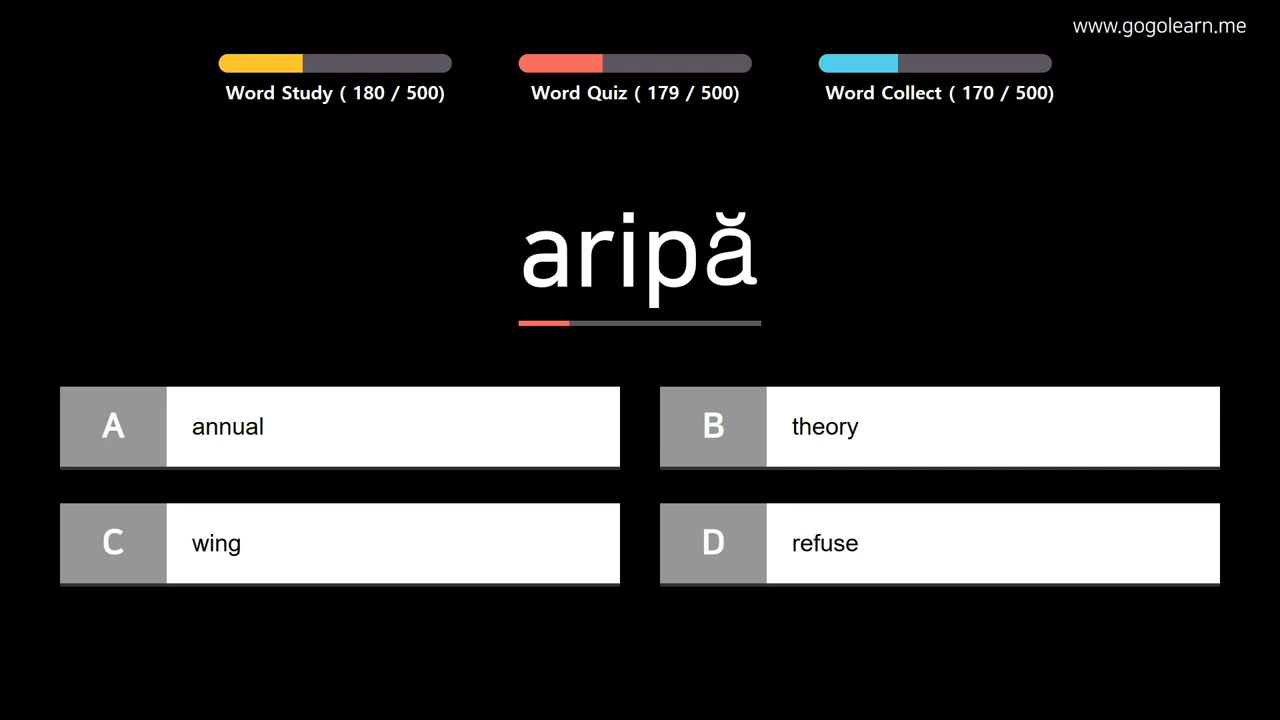 www.gogolearn.me
Word Study ( 180 / 500)
Word Quiz ( 179 / 500)
Word Collect ( 170 / 500)
aripă
A annual
B theory
C wing
D refuse